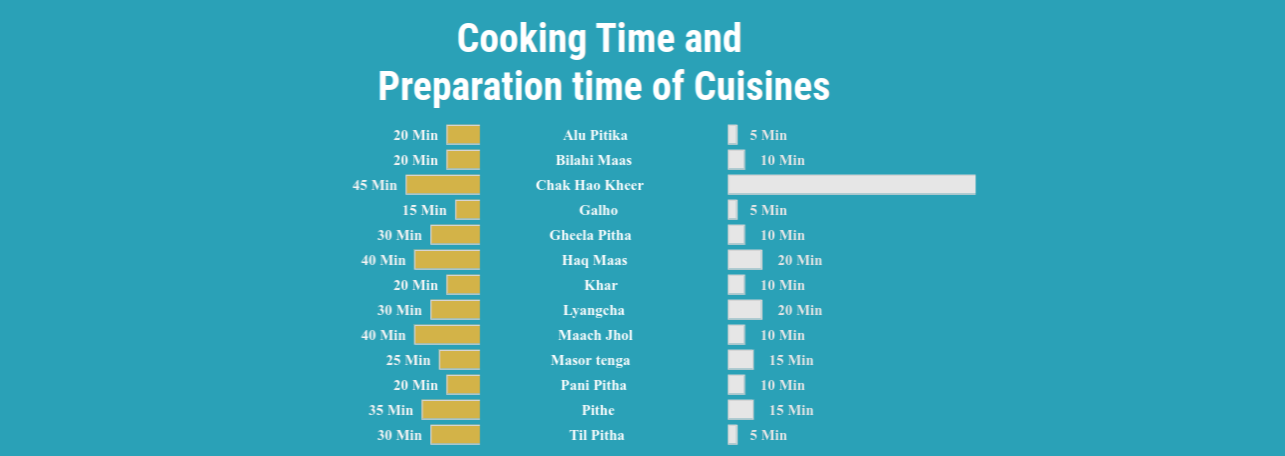 Cooking Time and
Preparation time of Cuisines
20 Min Alu Pitika 5 Min
20 Min Bilahi Maas 10 Min
45 Min Chak Hao Kheer
15 Min Galho 5 Min
30 Min Gheela Pitha 10 Min
40 Min Haq Maas 20 Min
20 Min Khar 10 Min
30 Min Lyangcha 20 Min
40 Min Maach Jhol 10 Min
25 Min Masor tenga 15 Min
20 Min Pani Pitha 10 Min
35 Min Pithe 15 Min
30 Min Til Pitha 5 Min